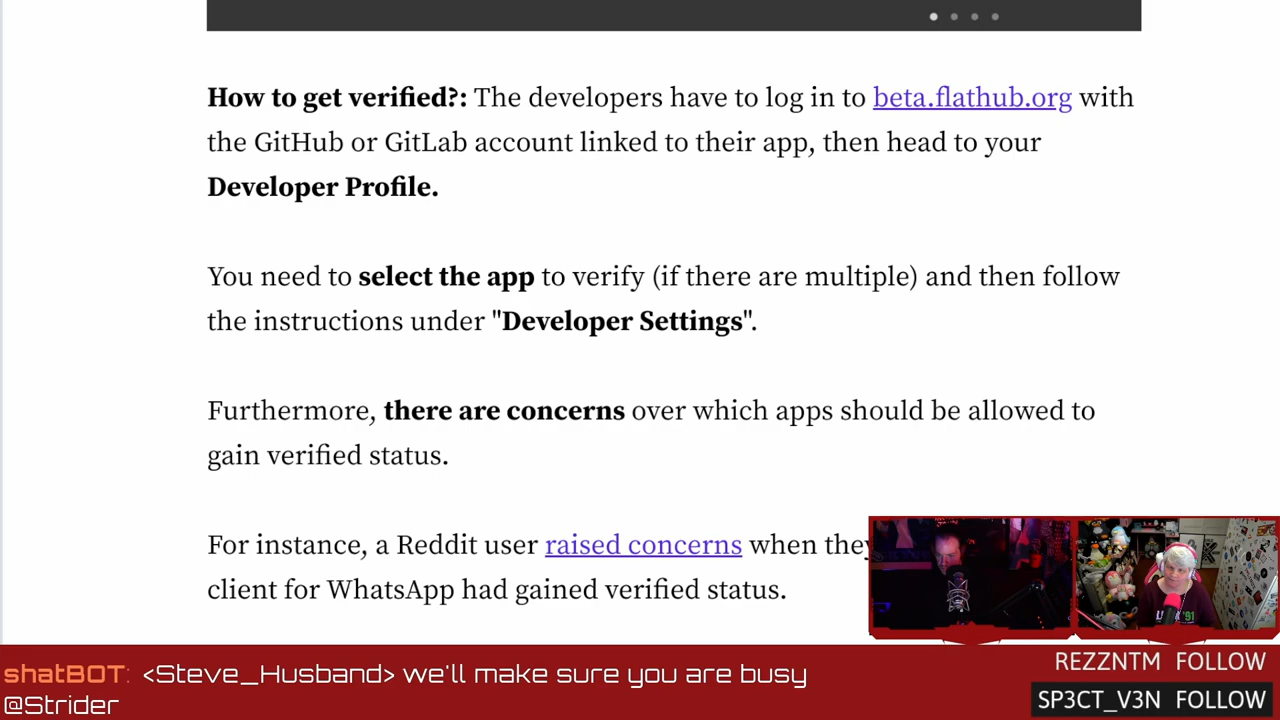 How to get verified?: The developers have to log in to beta.flathub.org with
the GitHub or GitLab account linked to their app, then head to your
Developer Profile.
You need to select the app to verify (if there are multiple) and then follow
the instructions under "Developer Settings".
Furthermore, there are concerns over which apps should be allowed to
gain verified status.
For instance, a Reddit user raised concerns when they
client for WhatsApp had gained verified status.
shatBOT: <Steve_Husband> we'll make sure you are busy
@Strider
REZZNTM FOLLOW
SP3CT_V3N FOLLOW